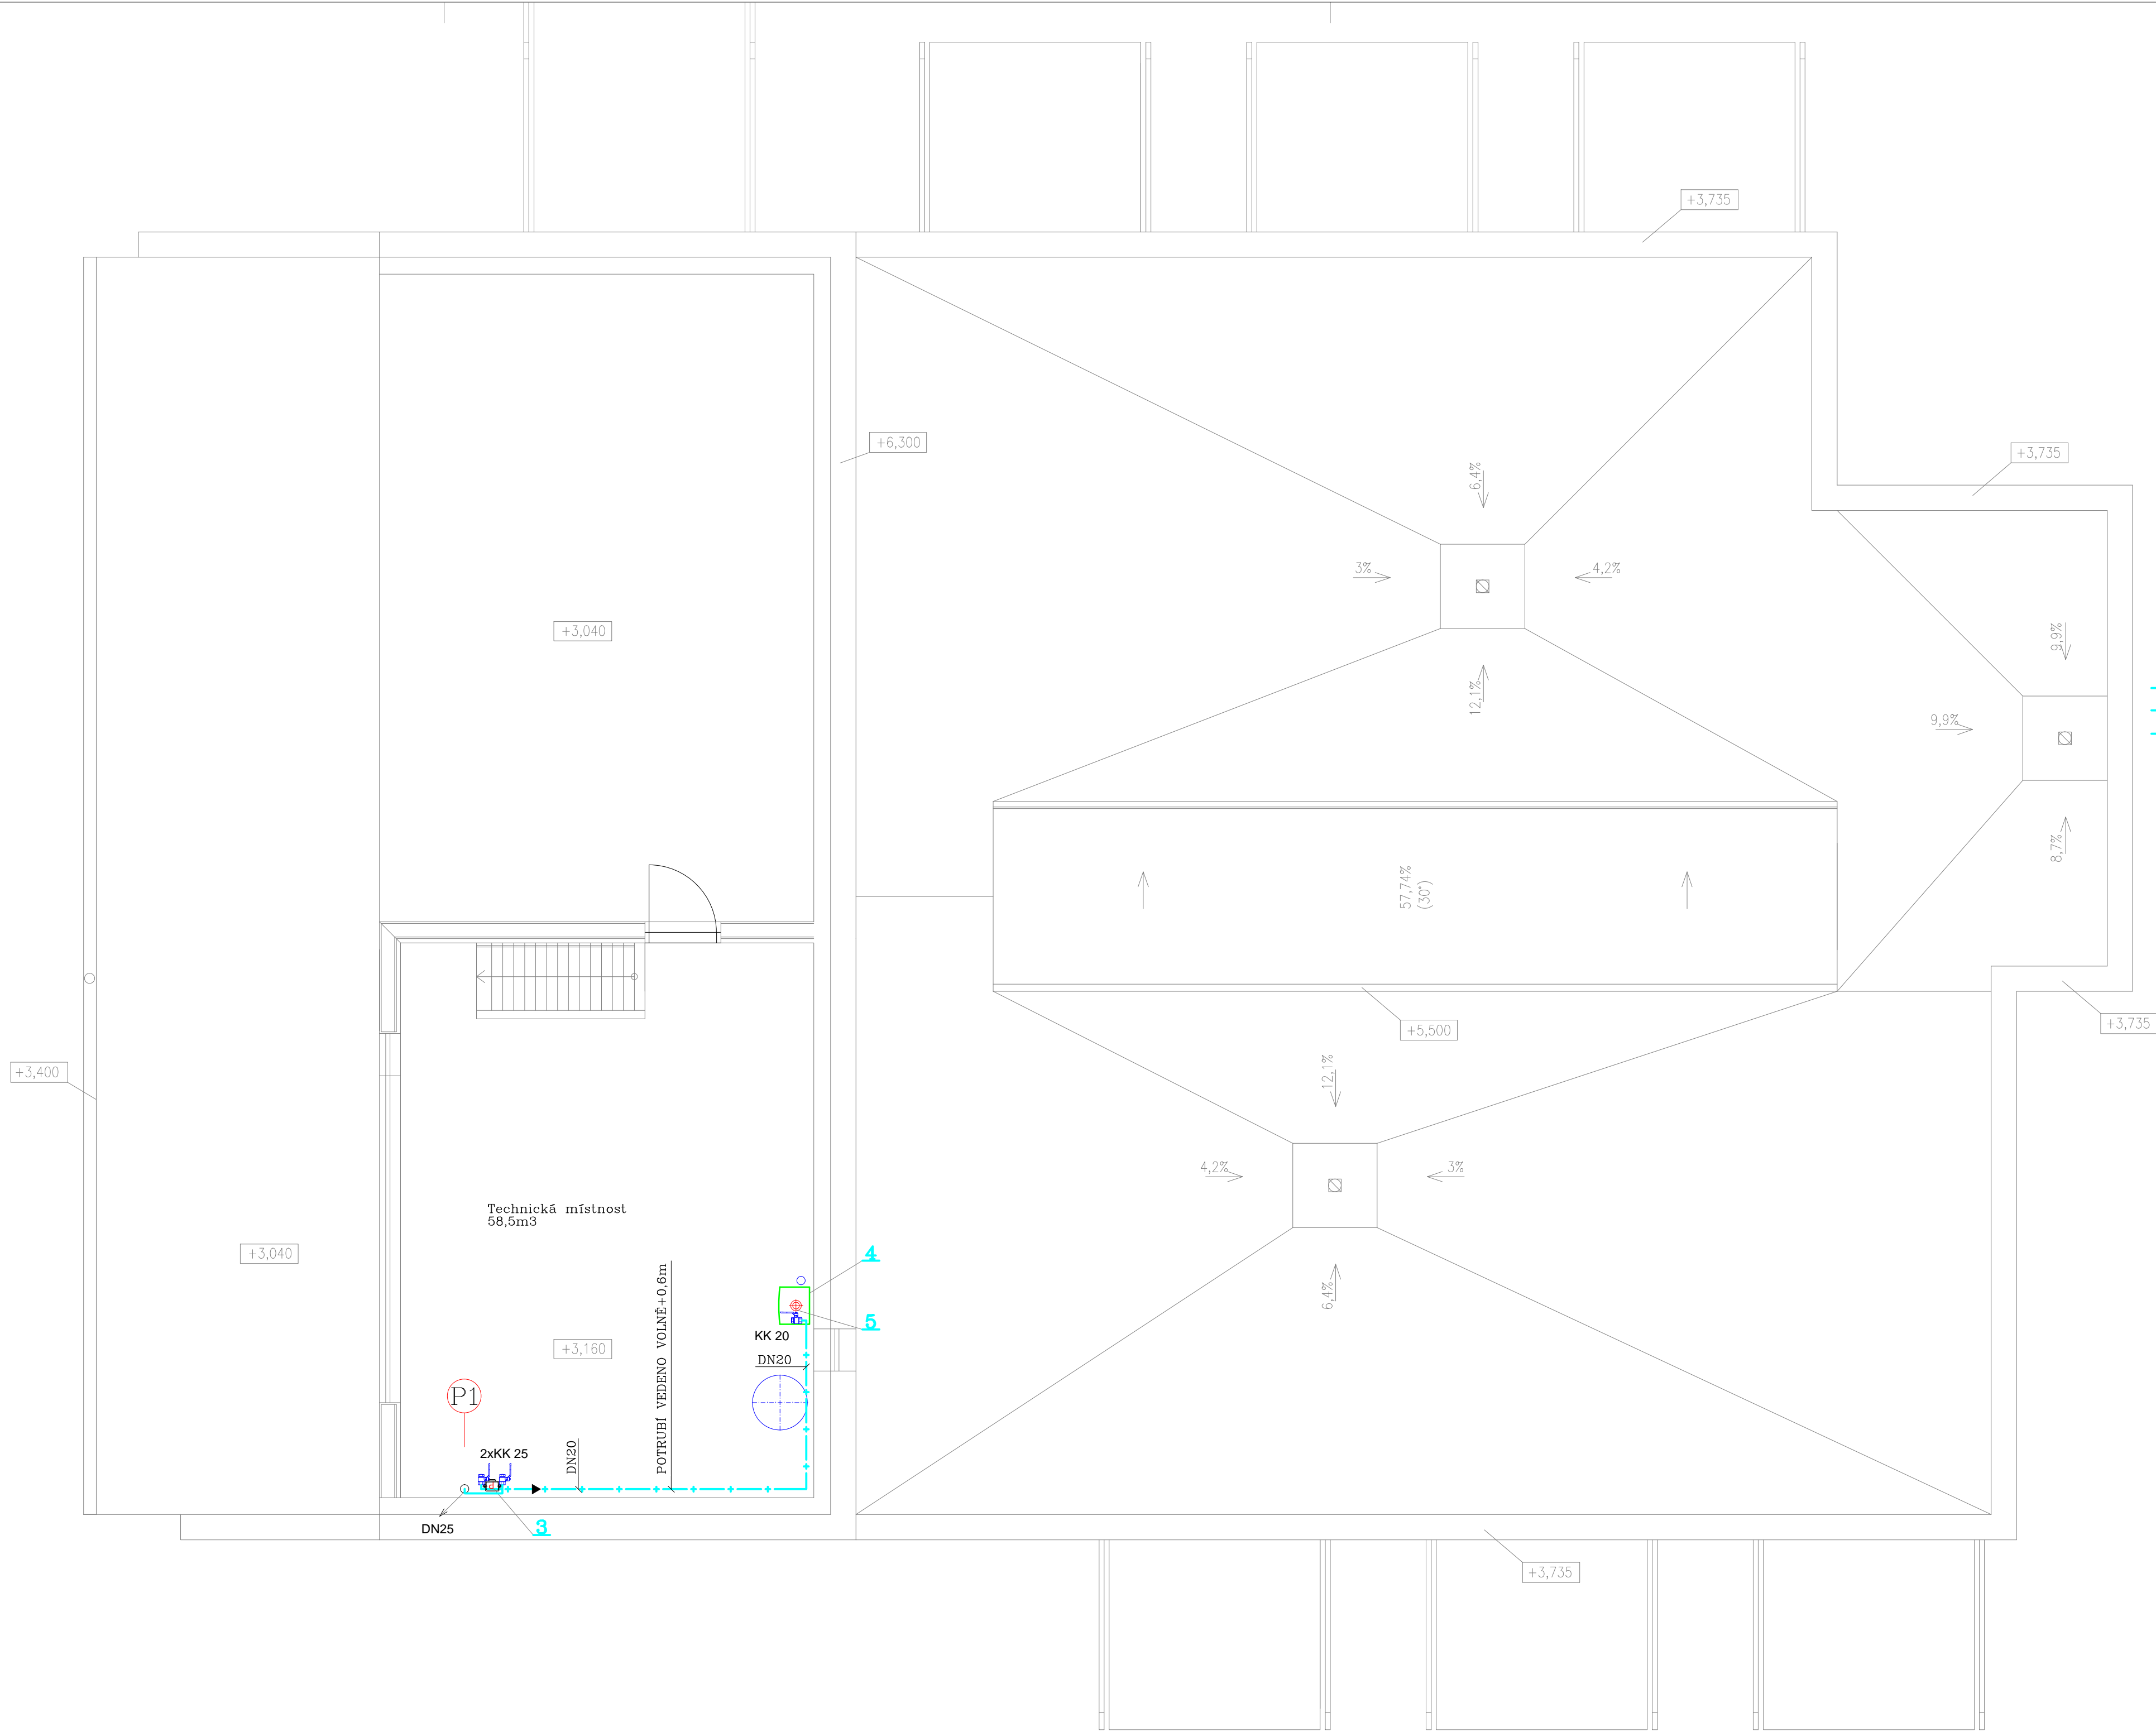 +3,735
+6,300
+3,735
6,4%
3%
4,2%
+3,040
9,9%
12,1%
9,9%
8,7%
57,74%
(30°)
+5,500
+3,735
+3,400
12,1%
4,2%
3%
Technická místnost
58,5m3
+3,040
4
6,4%
5
KK 20
+3,160
DN20
POTRUBÍ VEDENO VOLNĚ+0,6m
P1
2xKK 25
DN20
DN25
3
+3,735